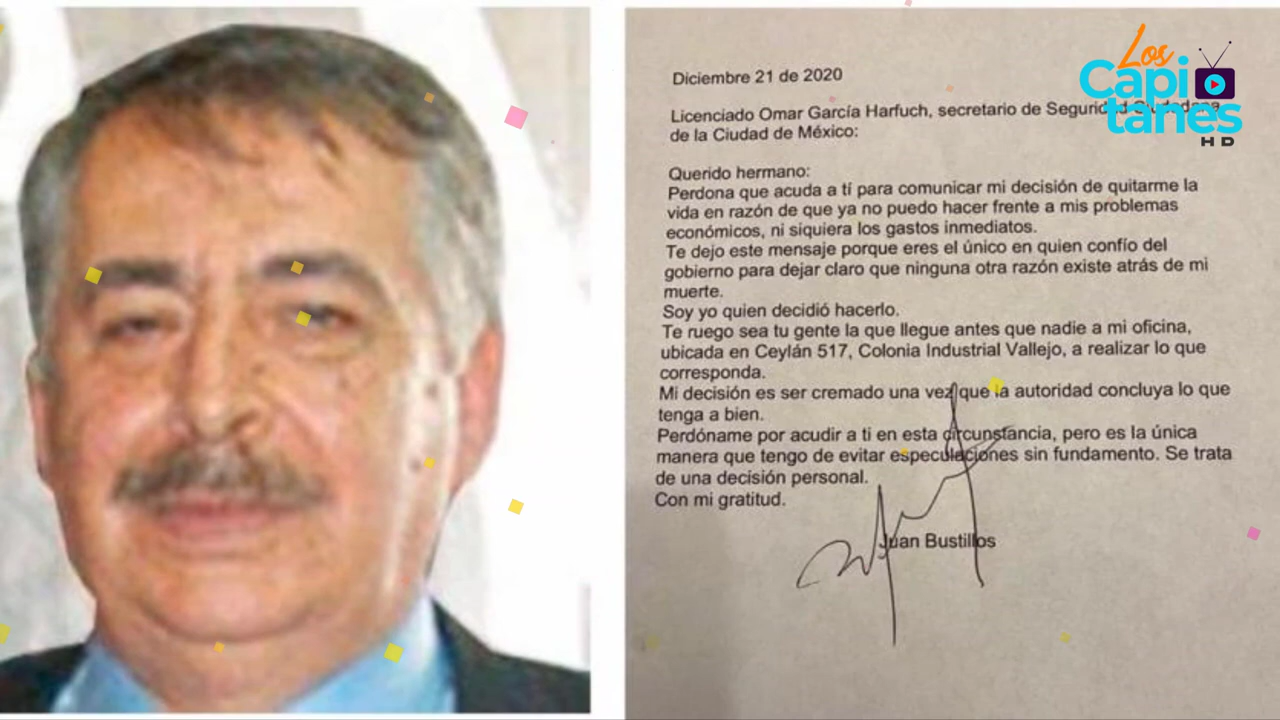 Los
Capi
tanes
HD
Diciembre 21 de 2020
Licenciado Omar García Harfuch, secretario de Seguridad Ciudadana
de la Ciudad de México:
Querido hermano:
Perdona que acuda a tí para comunicar mi decisión de quitarme la
vida en razón de que ya no puedo hacer frente a mis problemas
económicos, ni siquiera los gastos inmediatos.
Te dejo este mensaje porque eres el único en quien confío del
gobierno para dejar claro que ninguna otra razón existe atrás de mi
muerte.
Soy yo quien decidió hacerlo.
Te ruego sea tu gente la que llegue antes que nadie a mi oficina,
ubicada en Ceylán 517, Colonia Industrial Vallejo, a realizar lo que
corresponda.
Mi decisión es ser cremado una vez que la autoridad concluya lo que
tenga a bien.
Perdóname por acudir a ti en esta circunstancia, pero es la única
manera que tengo de evitar especulaciones sin fundamento. Se trata
de una decisión personal.
Con mi gratitud.
Juan Bustillos